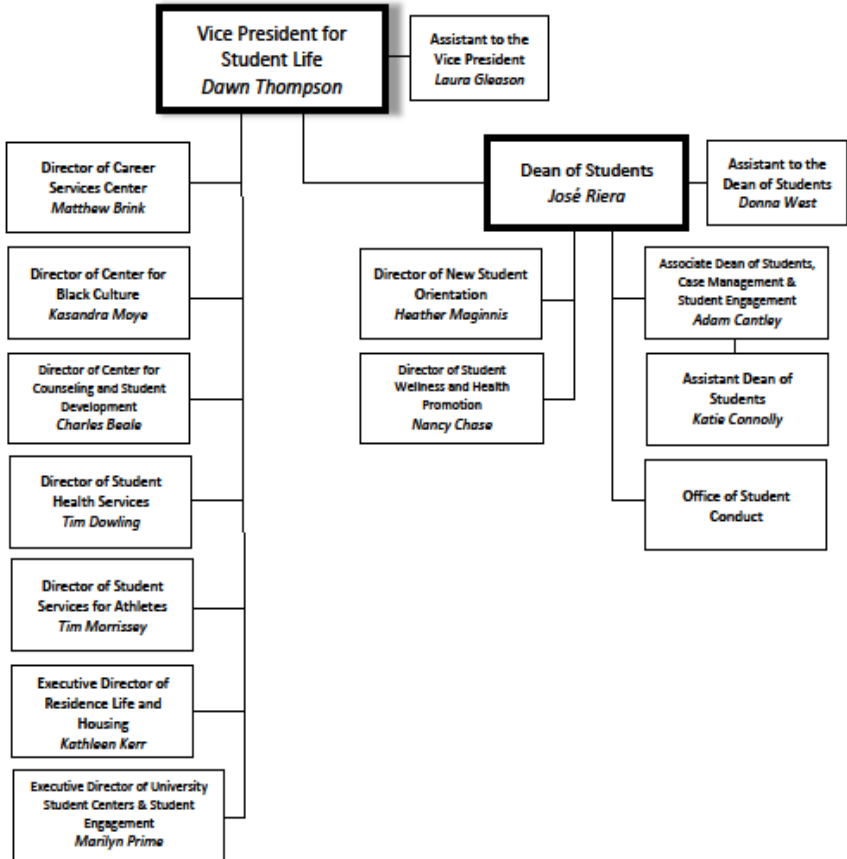 Vice President for
Student Life
Dawn Thompson
Assistant to the
Vice President
Laura Gleason
Director of Career
Services Center
Matthew Brink
Dean of Students
José Riera
Assistant to the
Dean of Students
Donna West
Director of Center for
Black Culture
Kasandra Moye
Director of New Student
Orientation
Heather Maginnis
Associate Dean of Students,
Case Management &
Student Engagement
Adam Cantley
Director of Center for
Counseling and Student
Development
Charles Beale
Director of Student
Wellness and Health
Promotion
Nancy Chase
Assistant Dean of
Students
Katie Connolly
Director of Student
Health Services
Tim Dowling
Office of Student
Conduct
Director of Student
Services for Athletes
Tim Morrissey
Executive Director of
Residence Life and
Housing
Kathleen Kerr
Executive Director of University
Student Centers & Student
Engagement
Marilyn Prime